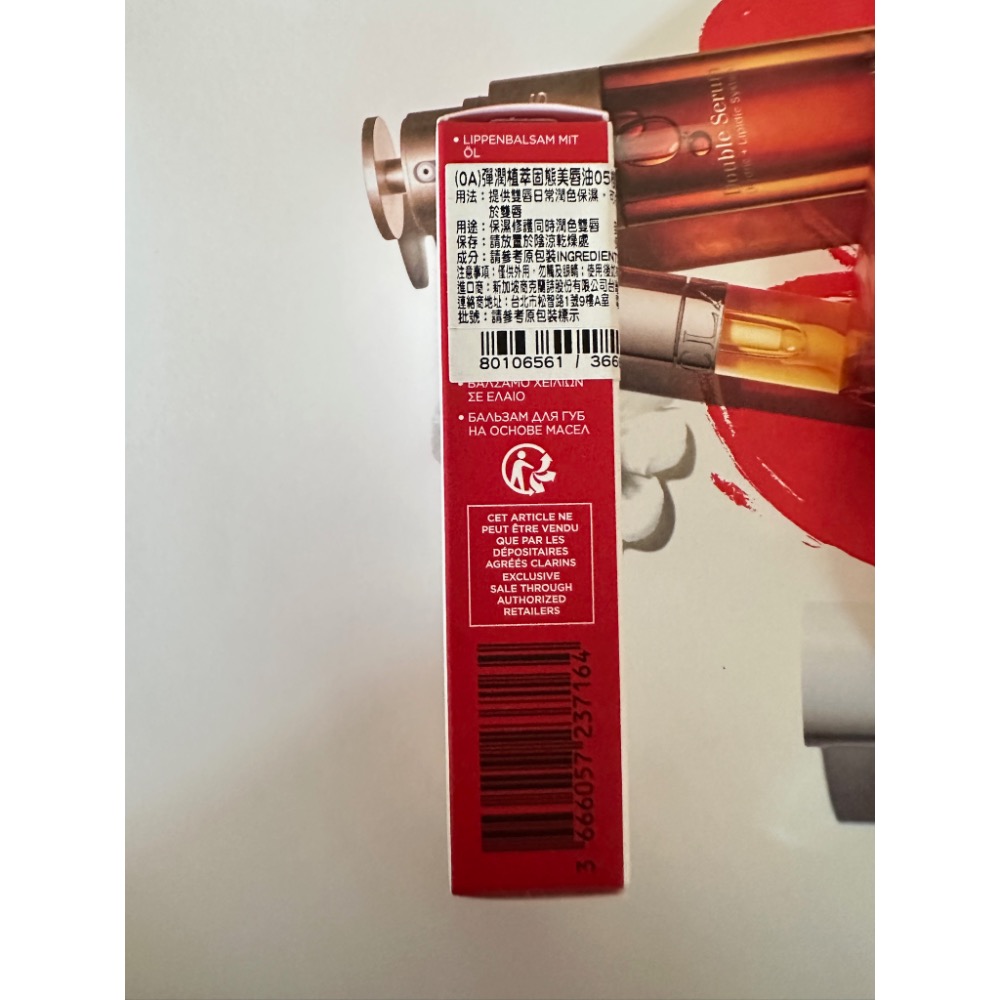 • LIPPENBALSAM MIT
ÖL
(0A)彈潤植萃固態美唇油05
用法：提供雙唇日常潤色保濕，
於雙唇
用途：保濕修護同時潤色雙唇
保存：請放置於陰涼乾燥處
成分：請參考原包裝INGREDIENT
注意事項：僅供外用，勿觸及眼睛；使用後如
進口商：新加坡商克蘭詩股份有限公司台
連絡商地址：台北市松智路1號9樓A室
批號：請參考原包裝標示
80106561 / 366
• ΒΑΛΣΑΜΟ ΧΕΙΛΙΩΝ
ΣΕ ΕΛΑΙΟ
• БАЛЬЗАМ ДЛЯ ГУБ
НА ОСНОВЕ МАСЕЛ
CET ARTICLE NE
PEUT ÊTRE VENDU
QUE PAR LES
DÉPOSITAIRES
AGRÉÉS CLARINS
EXCLUSIVE
SALE THROUGH
AUTHORIZED
RETAILERS
3 666057 237164
Double Serum